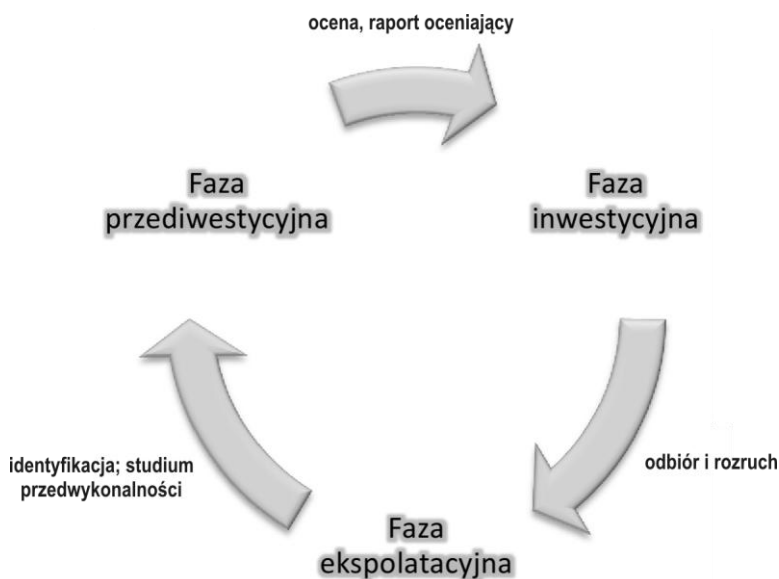 ocena, raport oceniający
Faza
przediwestycyjna
Faza
inwestycyjna
identyfikacja; studium
przedwykonalności
odbiór i rozruch
Faza
ekspolatacyjna